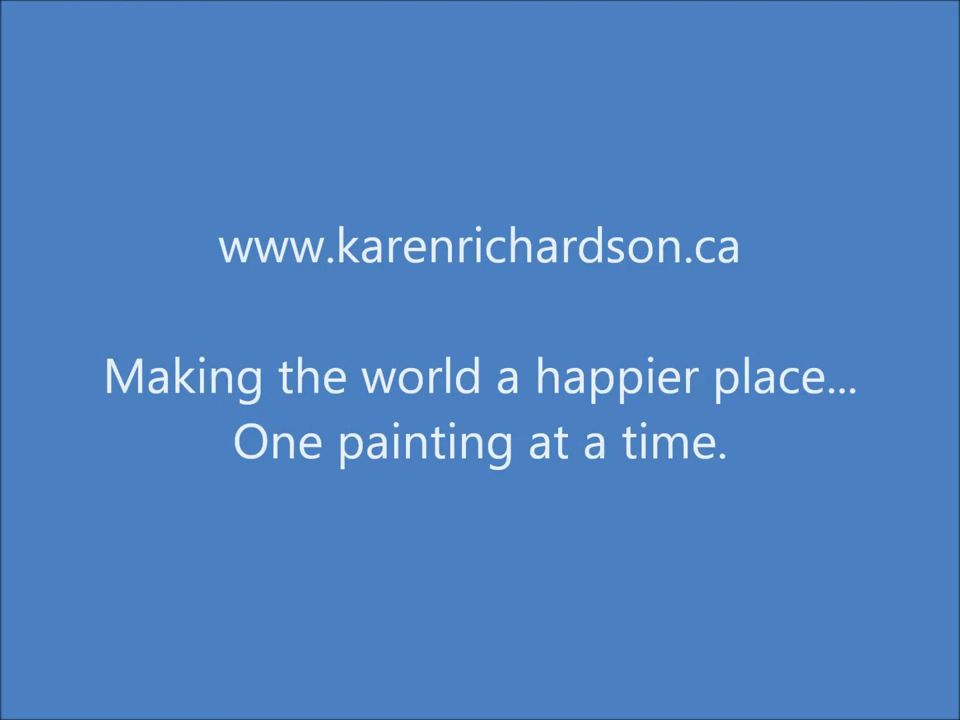 www.karenrichardson.ca
Making the world a happier place...
One painting at a time.